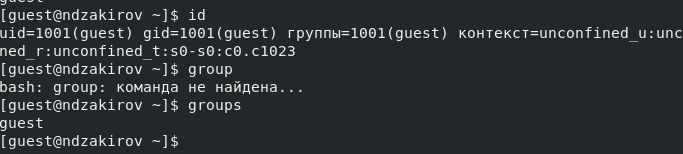 guest
[guest@ndzakirov ~]$ id
uid=1001(guest) gid=1001(guest) группы=1001(guest) контекст=unconfined_u:unc
ned_r:unconfined_t:s0-s0:c0.c1023
[guest@ndzakirov ~]$ group
bash: group: команда не найдена...
[guest@ndzakirov ~]$ groups
guest
[guest@ndzakirov ~]$